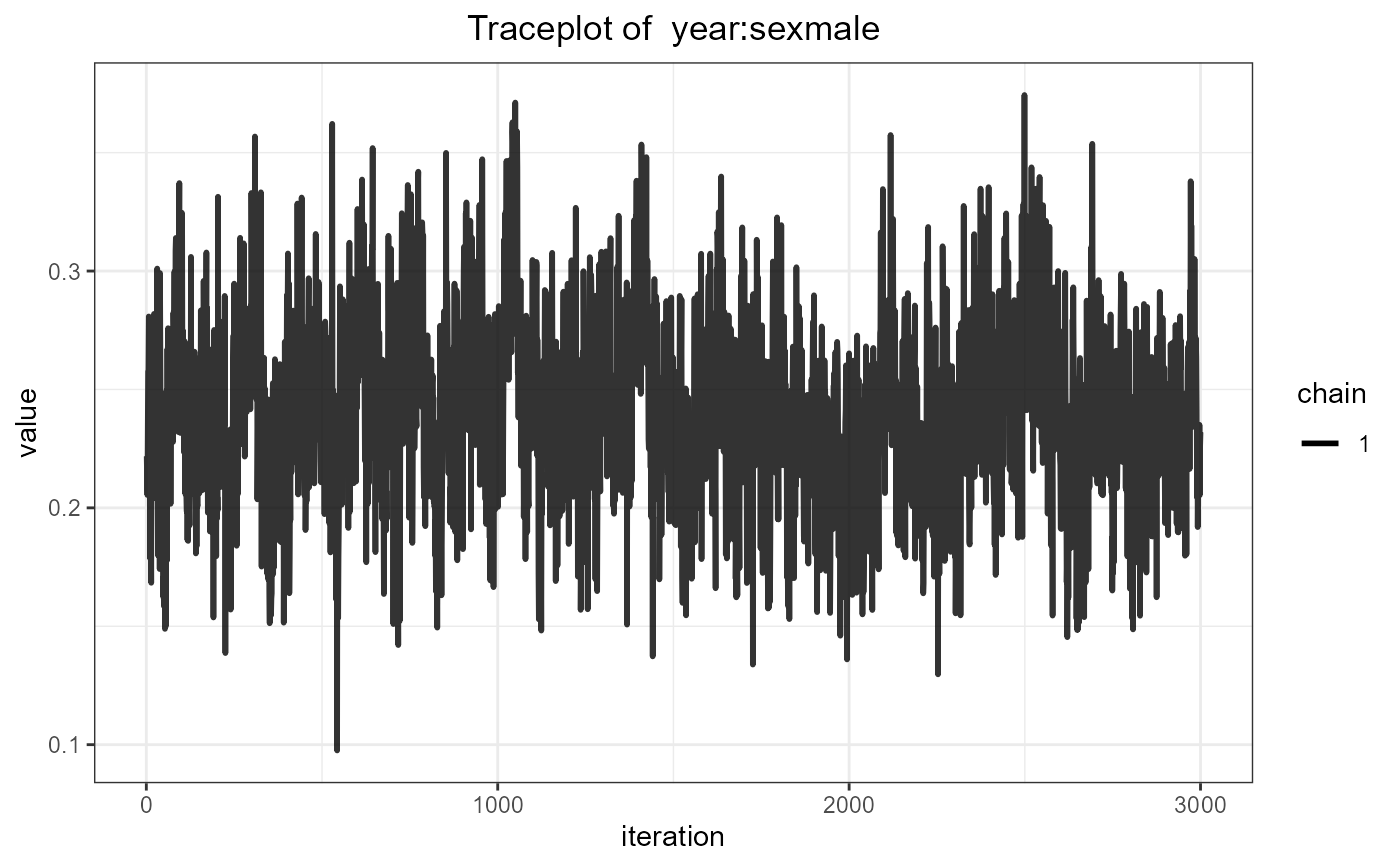 Traceplot of  year:sexmale
value
0.3
0.2
0.1
0
1000
2000
3000
iteration
chain
1